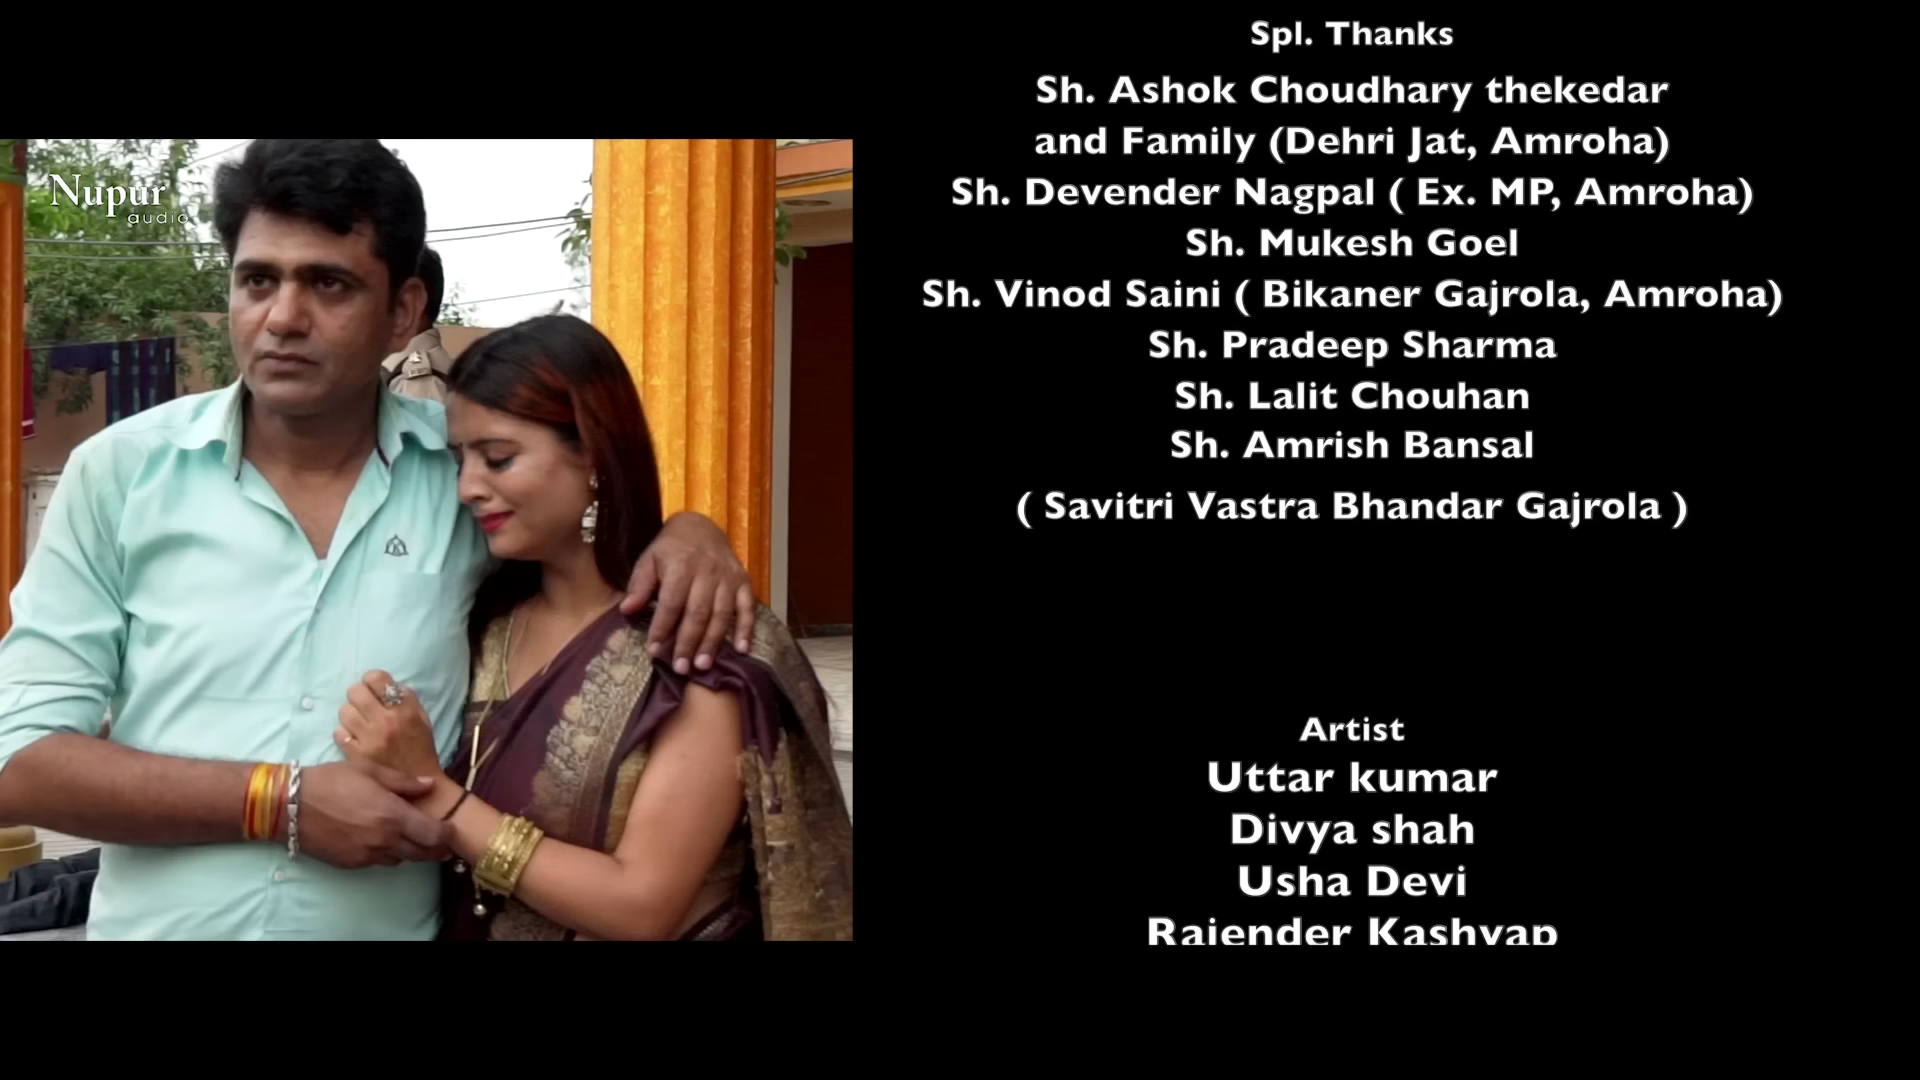 Nupur
audio
Spl. Thanks
Sh. Ashok Choudhary thekedar
and Family (Dehri Jat, Amroha)
Sh. Devender Nagpal ( Ex. MP, Amroha)
Sh. Mukesh Goel
Sh. Vinod Saini ( Bikaner Gajrola, Amroha)
Sh. Pradeep Sharma
Sh. Lalit Chouhan
Sh. Amrish Bansal
( Savitri Vastra Bhandar Gajrola )
Artist
Uttar kumar
Divya shah
Usha Devi
Rajender Kashyap